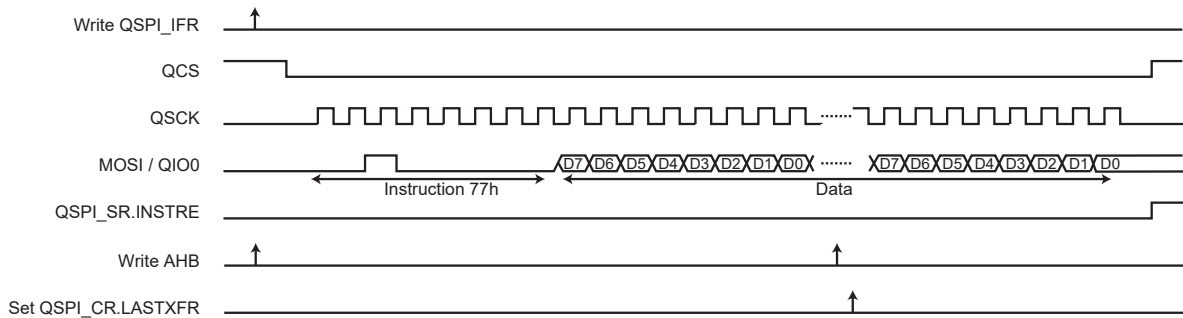 Write QSPI_IFR
QCS
QSCK
MOSI / QIO0
D7 D6 D5 D4 D3 D2 D1 D0 D7 D6 D5 D4 D3 D2 D1 D0
Instruction 77h
Data
QSPI_SR.INSTRE
Write AHB
Set QSPI_CR.LASTXFR